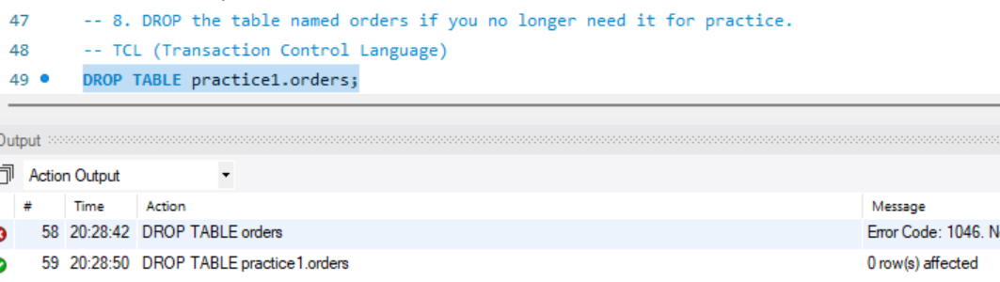 47 -- 8. DROP the table named orders if you no longer need it for practice.
48 -- TCL (Transaction Control Language)
49 DROP TABLE practice1.orders;
Output
Action Output
# Time Action Message
58 20:28:42 DROP TABLE orders Error Code: 1046.
59 20:28:50 DROP TABLE practice1.orders 0 row(s) affected